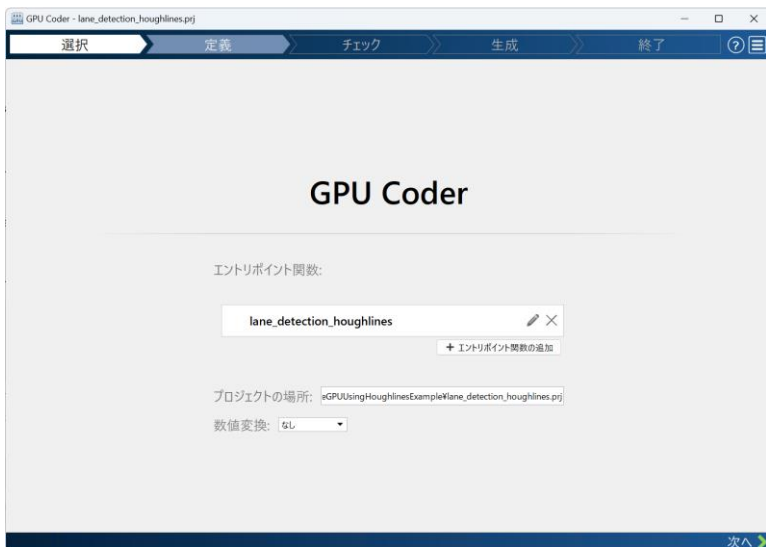 GPU Coder - lane_detection_houghlines.prj
選択 定義 チェック 生成 終了
GPU Coder
エントリポイント関数:
lane_detection_houghlines
+ エントリポイント関数の追加
プロジェクトの場所: eGPUUsingHoughlinesExample¥lane_detection_houghlines.prj
数値変換: なし
次へ